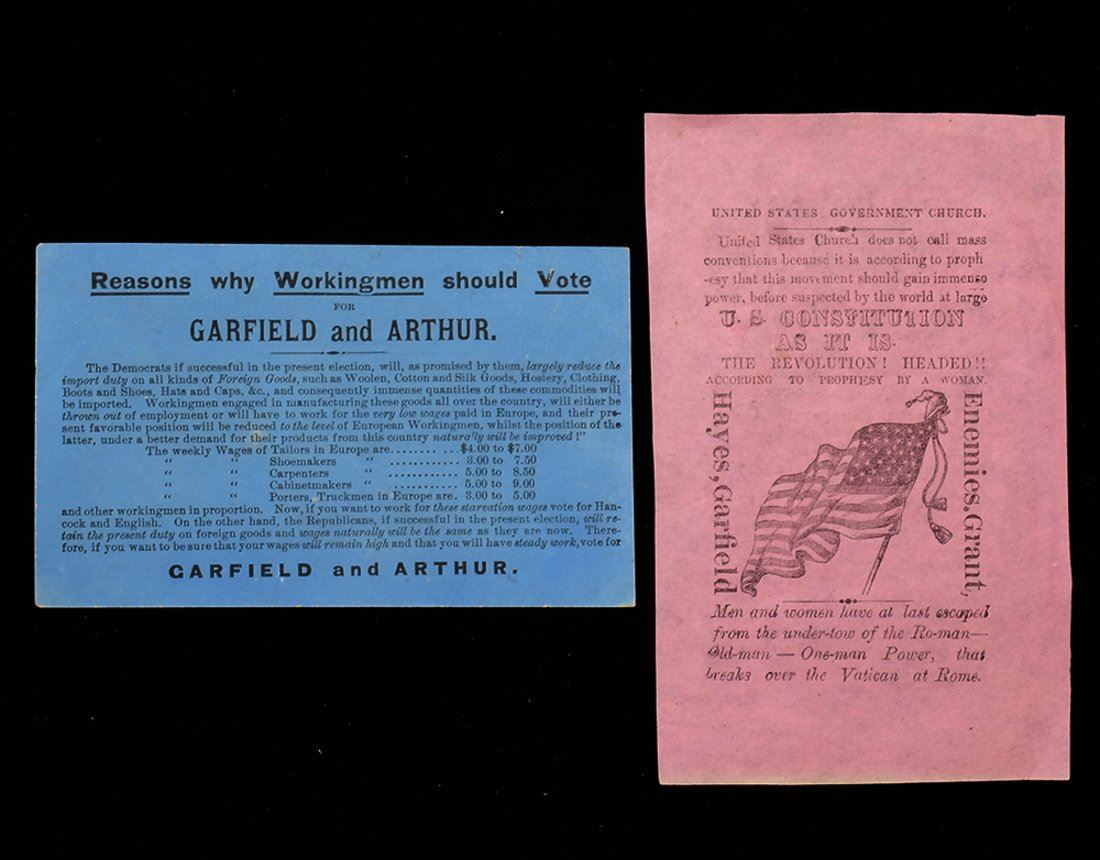 Reasons why Workingmen should Vote
FOR
GARFIELD and ARTHUR.
The Democrats if successful in the present election, will, as promised by them, largely reduce the
import duty on all kinds of Foreign Goods, such as Woolen, Cotton and Silk Goods, Hosiery, Clothing,
Boots and Shoes, Hats and Caps, &c., and consequently immense quantities of these commodities will
be imported. Workingmen engaged in manufacturing these goods all over the country, will either be
thrown out of employment or will have to work for the very low wages paid in Europe, and their pre-
sent favorable position will be reduced to the level of European Workingmen, whilst the position of the
latter, under a better demand for their products from this country naturally will be improved !"
The weekly Wages of Tailors in Europe are........ ... $4.00 to $7.00
" " Shoemakers " ............ 3.00 to 7.50
" " Carpenters " ............ 5.00 to 8.50
" " Cabinetmakers " ............ 5.00 to 9.00
" " Porters, Truckmen in Europe are. 3.00 to 5.00
and other workingmen in proportion. Now, if you want to work for these starvation wages vote for Han-
cock and English. On the other hand, the Republicans, if successful in the present election, will re-
tain the present duty on foreign goods and wages naturally will be the same as they are now. There-
fore, if you want to be sure that your wages will remain high and that you will have steady work, vote for
GARFIELD and ARTHUR.
UNITED STATES GOVERNMENT CHURCH.
United States Church does not call mass
conventions because it is according to proph
-esy that this movement should gain immense
power, before suspected by the world at large
U. S. CONSTITUTION
AS IT IS.
THE REVOLUTION! HEADED!!
ACCORDING TO PROPHESY BY A WOMAN.
Hayes, Garfield
Enemies, Grant,
Men and women have at last escaped
from the under-tow of the Ro-man—
Old-man — One-man Power, that
breaks over the Vatican at Rome.